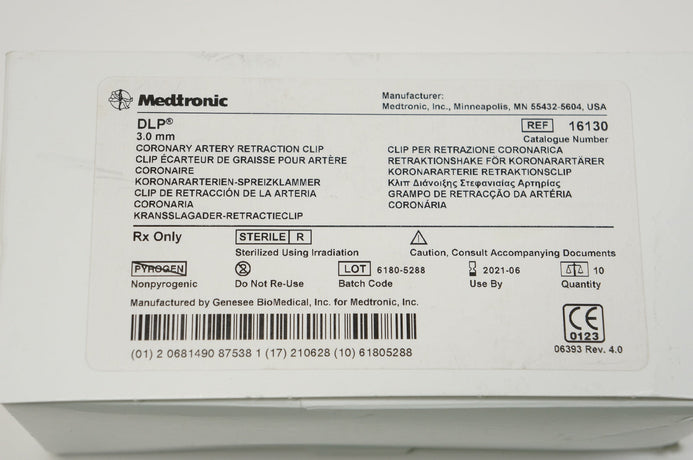 Medtronic
Manufacturer:
Medtronic, Inc., Minneapolis, MN 55432-5604, USA
DLP®
3.0 mm
REF 16130
Catalogue Number
CORONARY ARTERY RETRACTION CLIP
CLIP ÉCARTEUR DE GRAISSE POUR ARTÈRE
CORONAIRE
KORONARARTERIEN-SPREIZKLAMMER
CLIP DE RETRACCIÓN DE LA ARTERIA
CORONARIA
KRANSSLAGADER-RETRACTIECLIP
CLIP PER RETRAZIONE CORONARICA
RETRAKTIONSHAKE FÖR KORONARARTÄRER
KORONARARTERIE RETRAKTIONSCLIP
Κλιπ Διάνοιξης Στεφανιαίας Αρτηρίας
GRAMPO DE RETRACÇÃO DA ARTÉRIA
CORONÁRIA
Rx Only
STERILE R
Sterilized Using Irradiation
Caution, Consult Accompanying Documents
PYROGEN
Nonpyrogenic
2
Do Not Re-Use
LOT 6180-5288
Batch Code
2021-06
Use By
10
Quantity
Manufactured by Genesee BioMedical, Inc. for Medtronic, Inc.
(01) 2 0681490 87538 1 (17) 210628 (10) 61805288
CE
0123
06393 Rev. 4.0